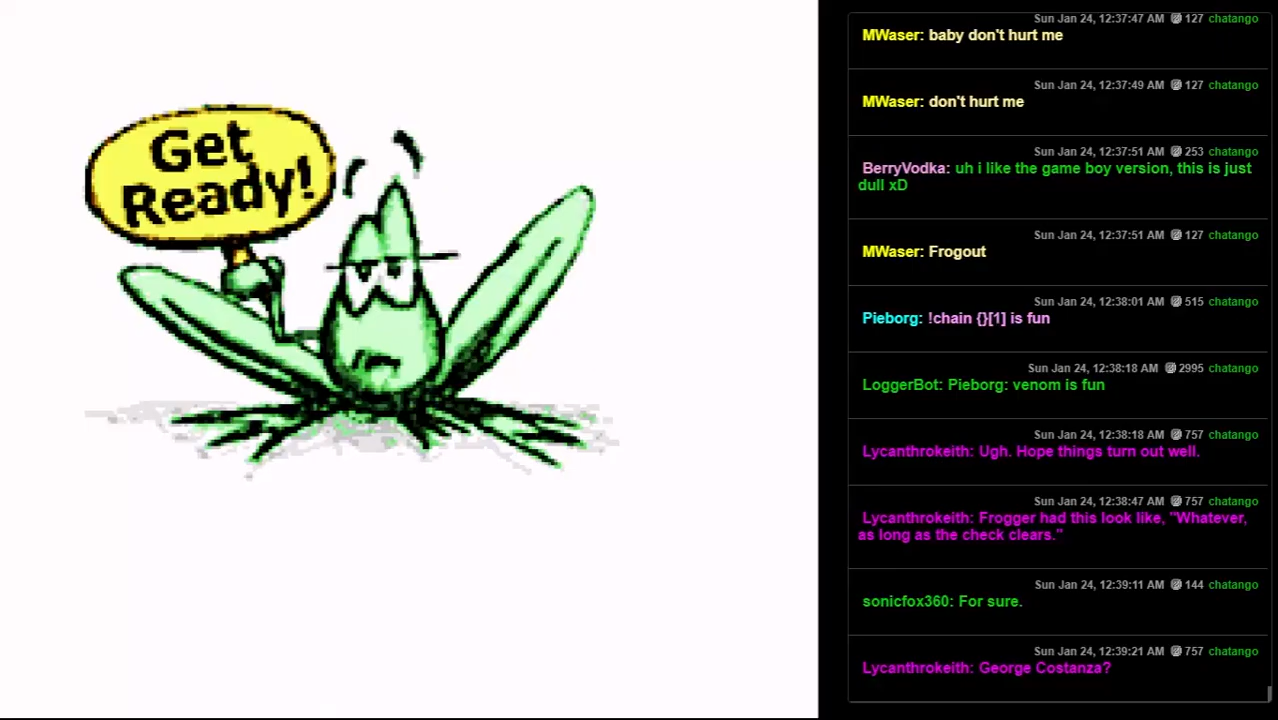 Get
Ready!
Sun Jan 24, 12:37:47 AM 127 chatango
MWaser: baby don't hurt me
Sun Jan 24, 12:37:49 AM 127 chatango
MWaser: don't hurt me
Sun Jan 24, 12:37:51 AM 253 chatango
BerryVodka: uh i like the game boy version, this is just
dull xD
Sun Jan 24, 12:37:51 AM 127 chatango
MWaser: Frogout
Sun Jan 24, 12:38:01 AM 515 chatango
Pieborg: !chain {}[1] is fun
Sun Jan 24, 12:38:18 AM 2995 chatango
LoggerBot: Pieborg: venom is fun
Sun Jan 24, 12:38:18 AM 757 chatango
Lycanthrokeith: Ugh. Hope things turn out well.
Sun Jan 24, 12:38:47 AM 757 chatango
Lycanthrokeith: Frogger had this look like, "Whatever,
as long as the check clears."
Sun Jan 24, 12:39:11 AM 144 chatango
sonicfox360: For sure.
Sun Jan 24, 12:39:21 AM 757 chatango
Lycanthrokeith: George Costanza?